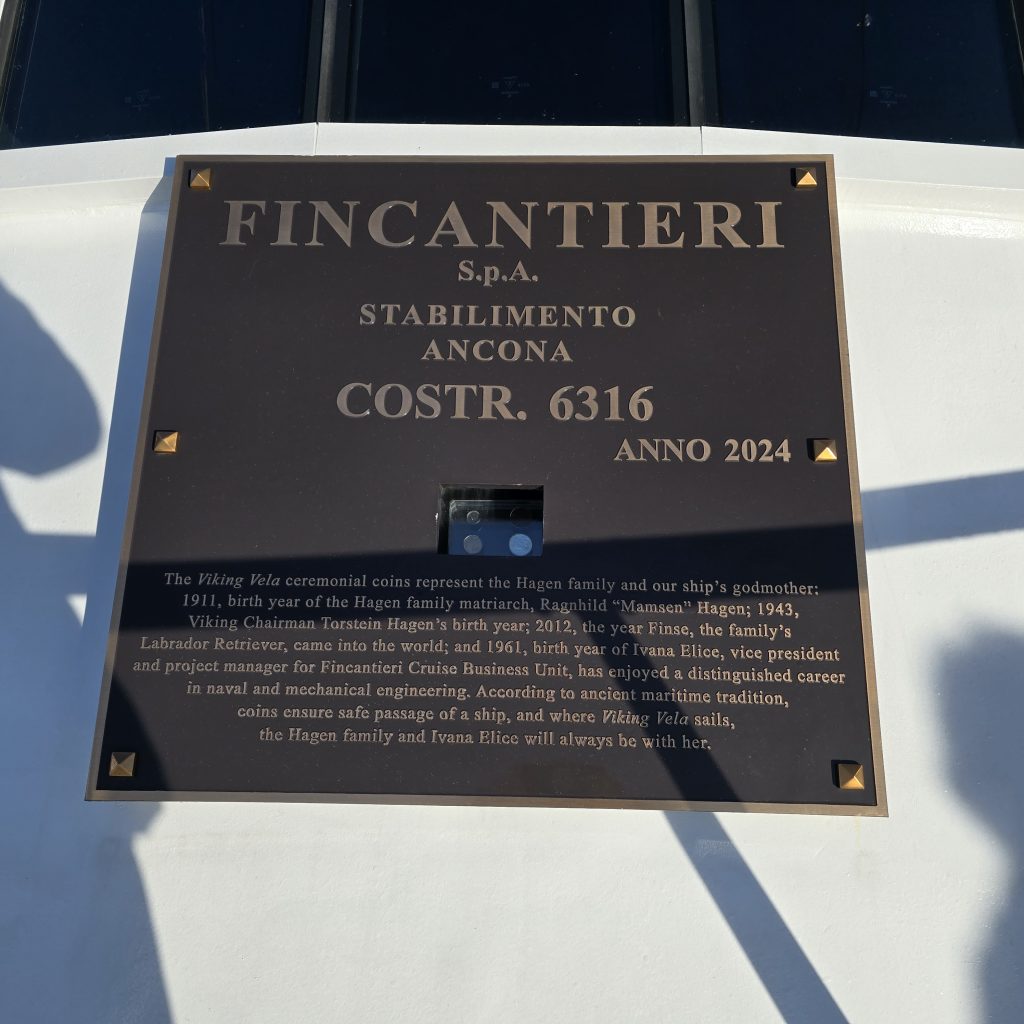 FINCANTIERI
S.p.A.
STABILIMENTO
ANCONA
COSTR. 6316
ANNO 2024
The Viking Vela ceremonial coins represent the Hagen family and our ship's godmother:
1911, birth year of the Hagen family matriarch, Ragnhild “Mamsen” Hagen; 1943,
Viking Chairman Torstein Hagen's birth year; 2012, the year Finse, the family's
Labrador Retriever, came into the world; and 1961, birth year of Ivana Elice, vice president
and project manager for Fincantieri Cruise Business Unit, has enjoyed a distinguished career
in naval and mechanical engineering. According to ancient maritime tradition,
coins ensure safe passage of a ship, and where Viking Vela sails,
the Hagen family and Ivana Elice will always be with her.